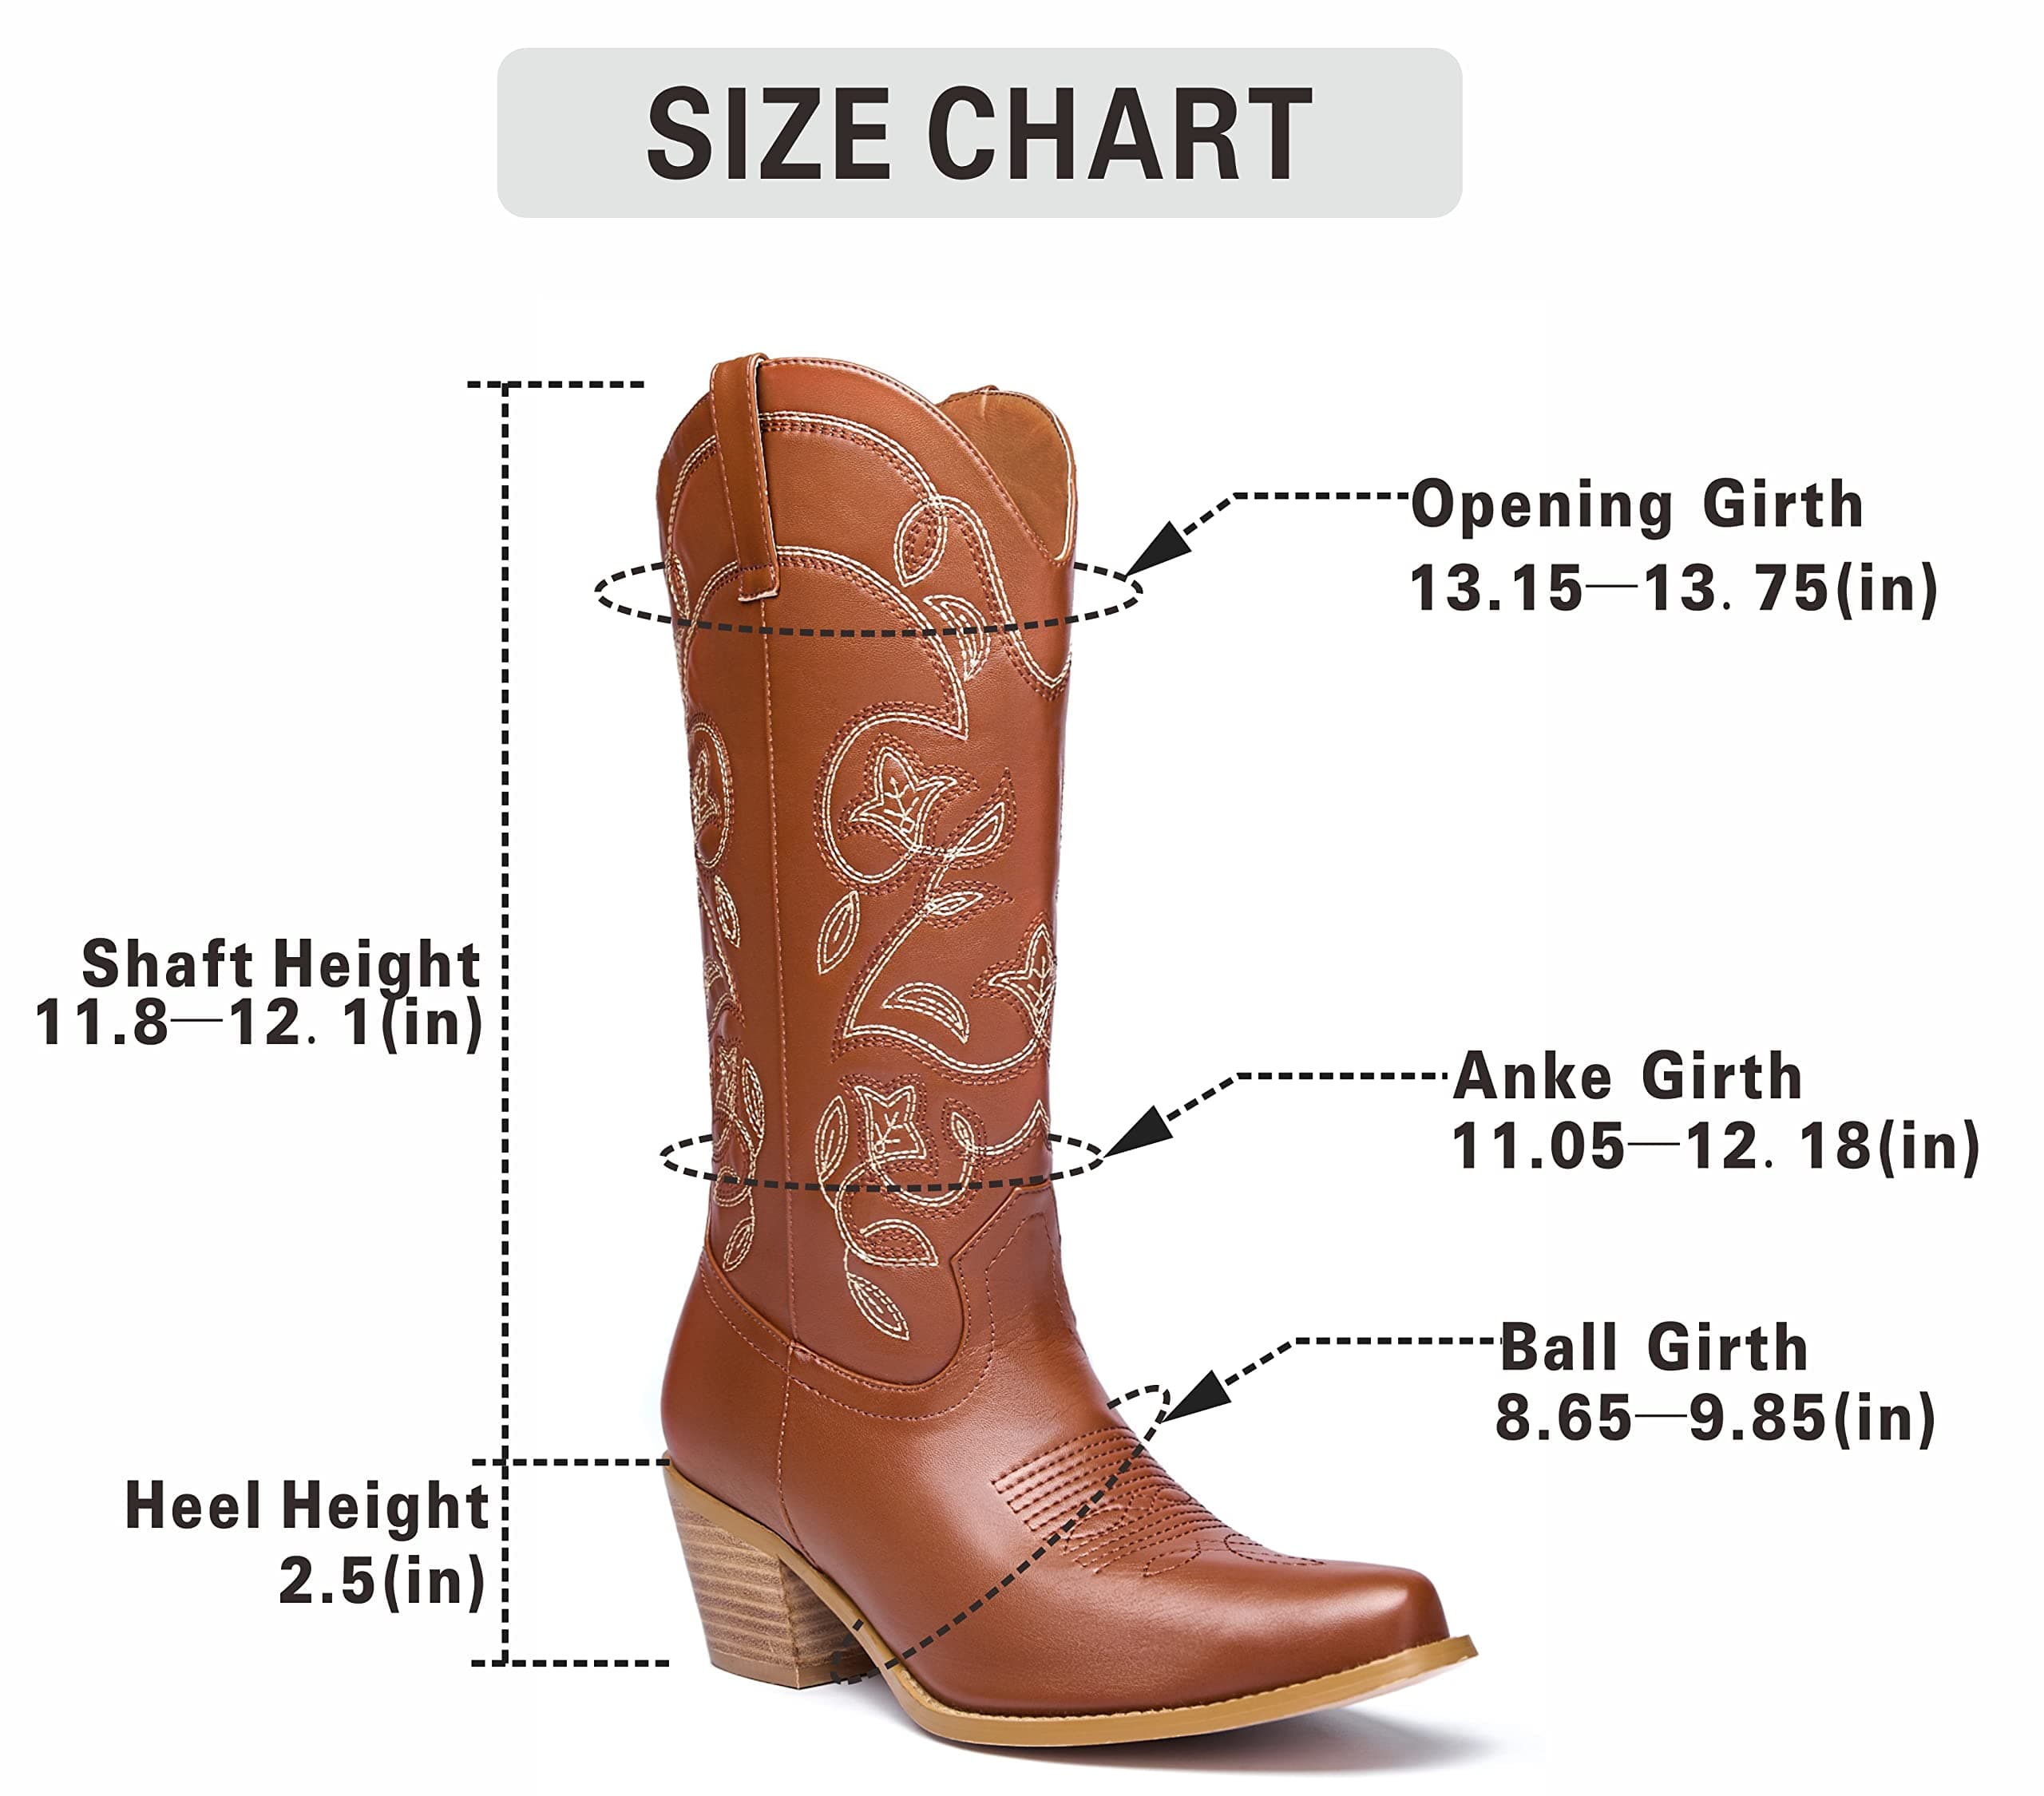 SIZE CHART
Opening Girth
13.15—13. 75(in)
Shaft Height
11.8—12. 1(in)
Anke Girth
11.05—12. 18(in)
Ball Girth
8.65—9.85(in)
Heel Height
2.5(in)